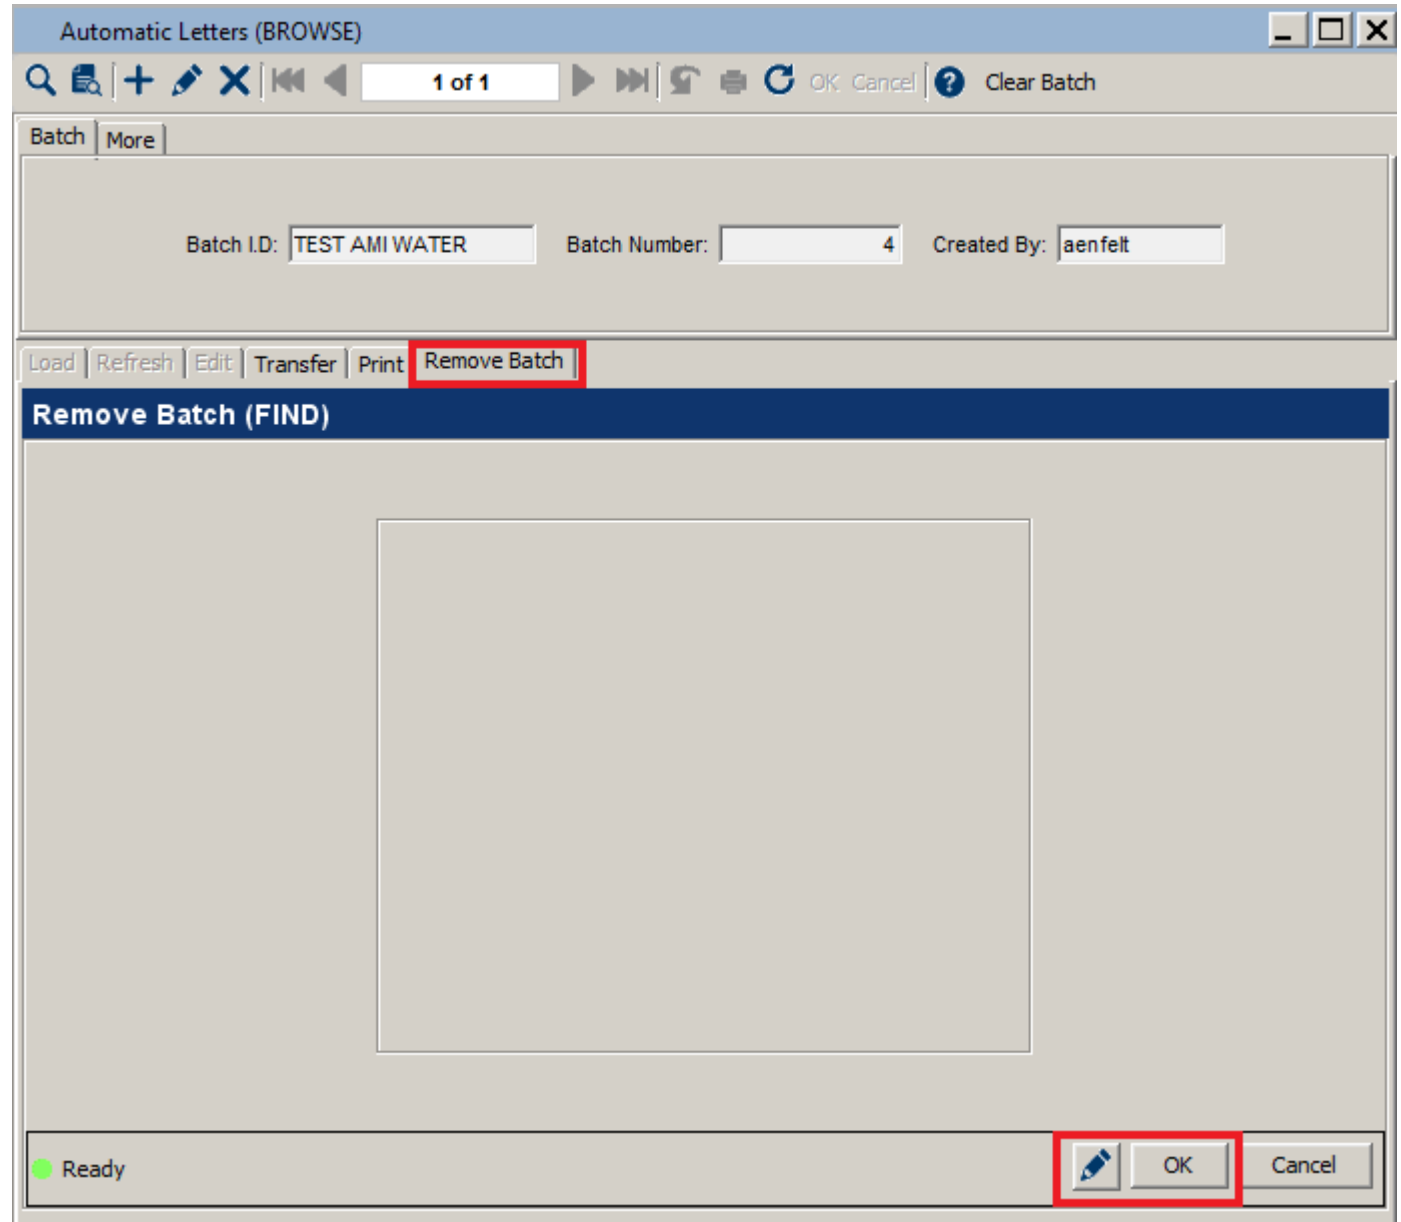 Automatic Letters (BROWSE)
1 of 1 OK Cancel Clear Batch
Batch More
Batch I.D: TEST AMI WATER Batch Number: 4 Created By: aenfelt
Load Refresh Edit Transfer Print Remove Batch
Remove Batch (FIND)
Ready OK Cancel